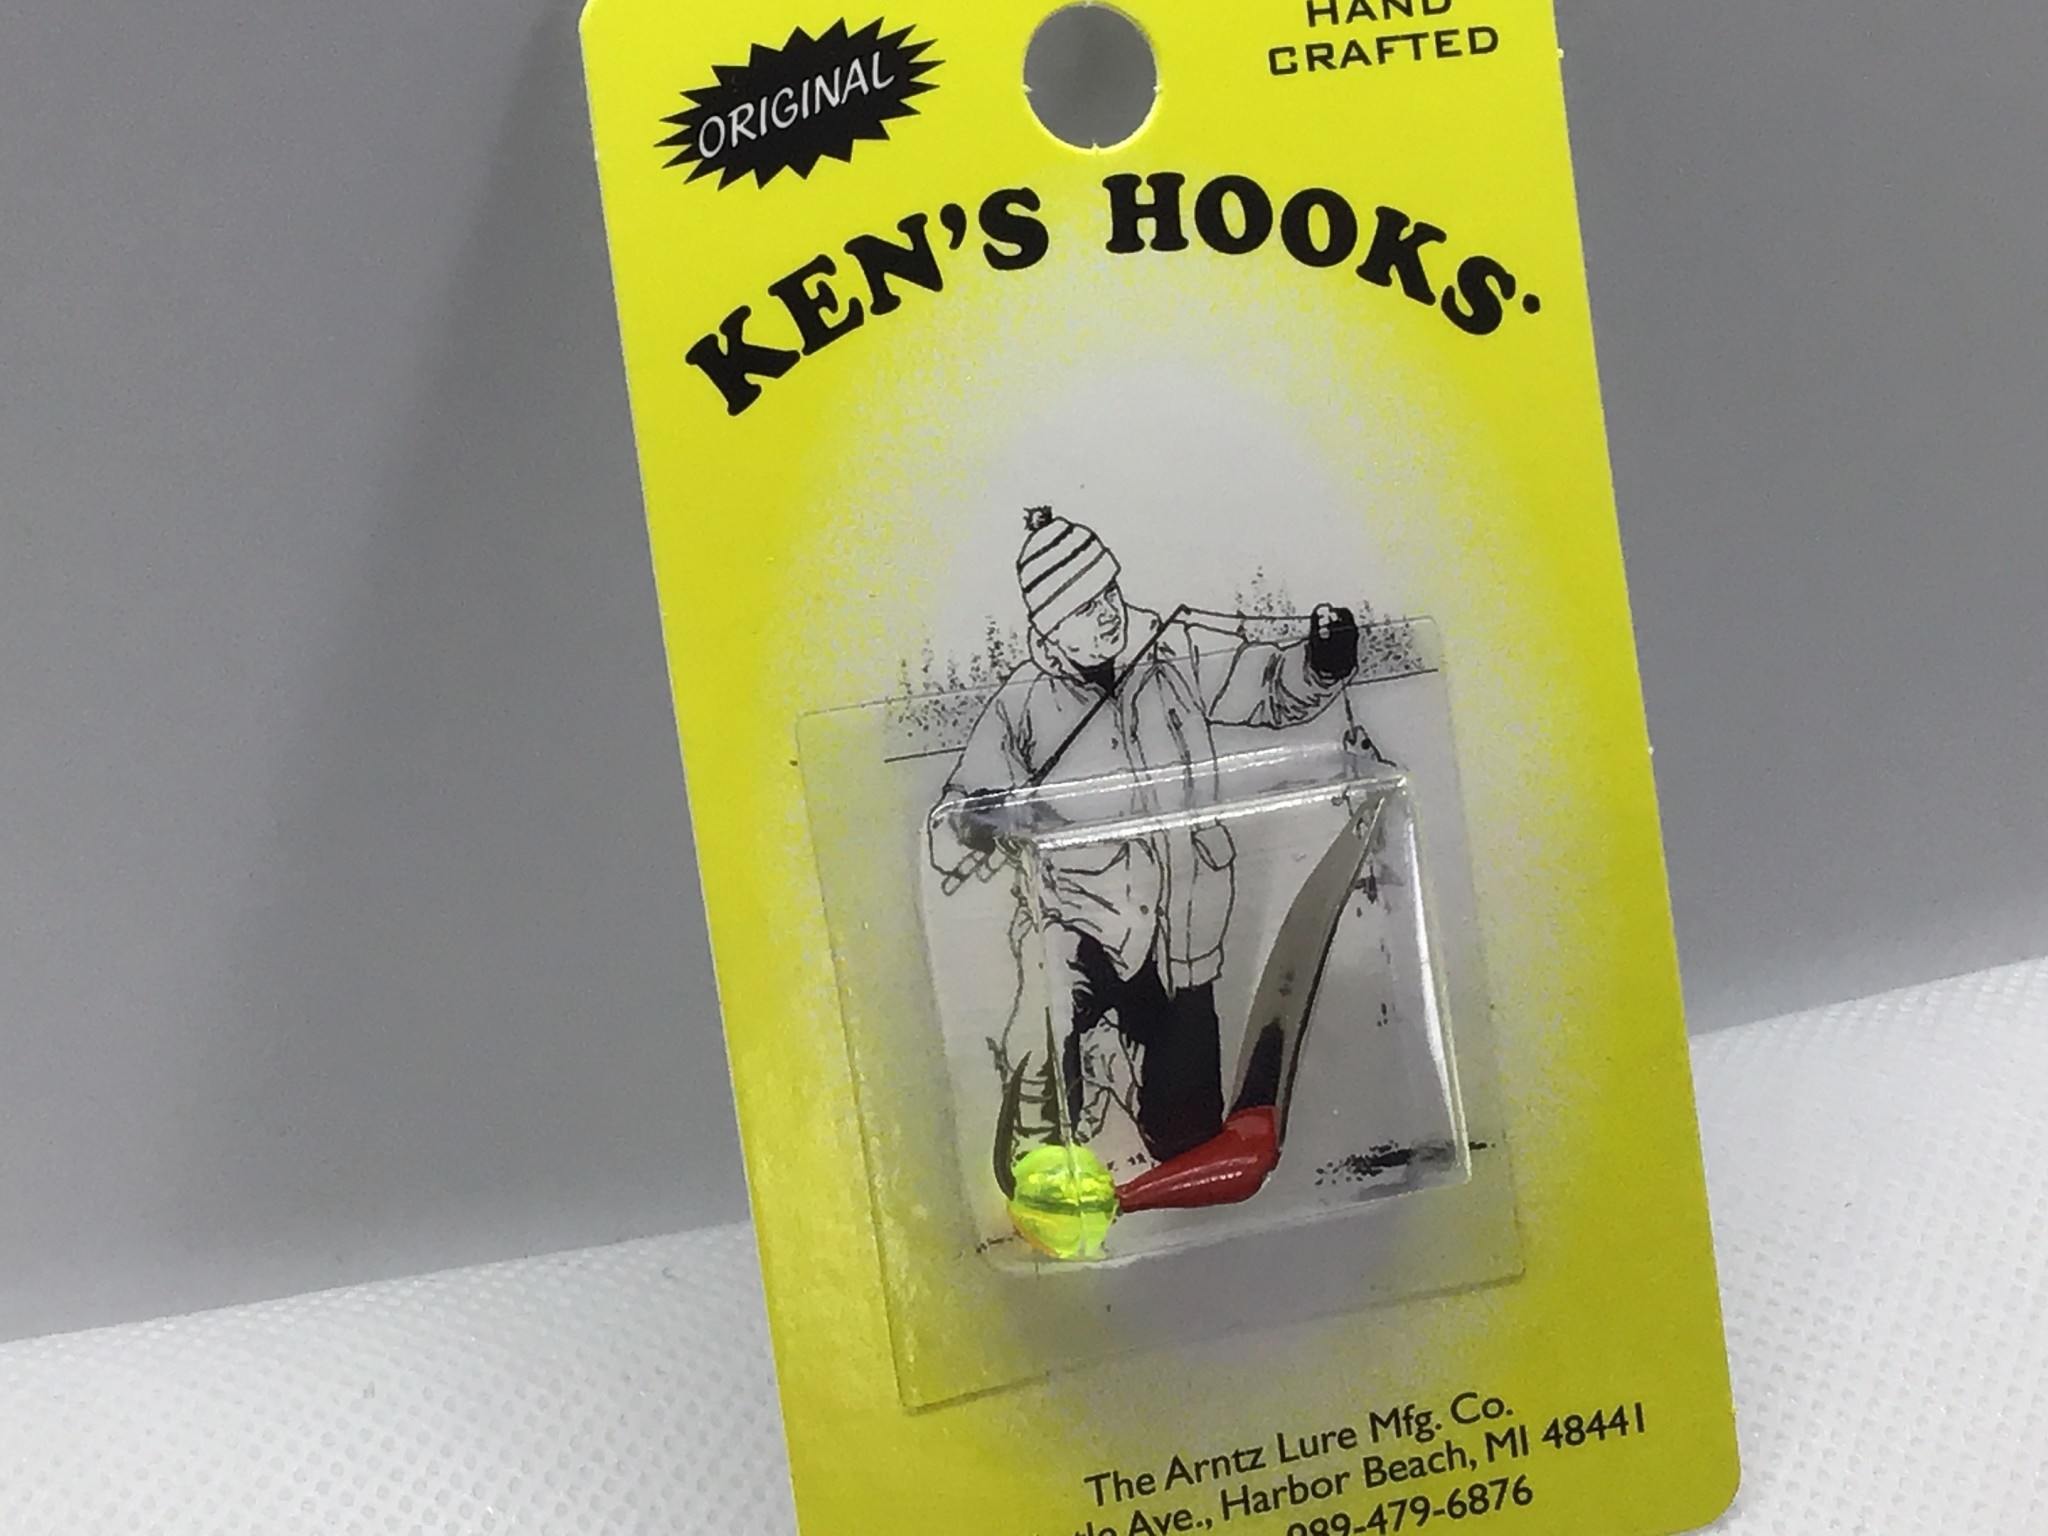 ORIGINAL
HAND
CRAFTED
KEN'S HOOKS.
The Arntz Lure Mfg. Co.
Ave., Harbor Beach, MI 48441
989-479-6876